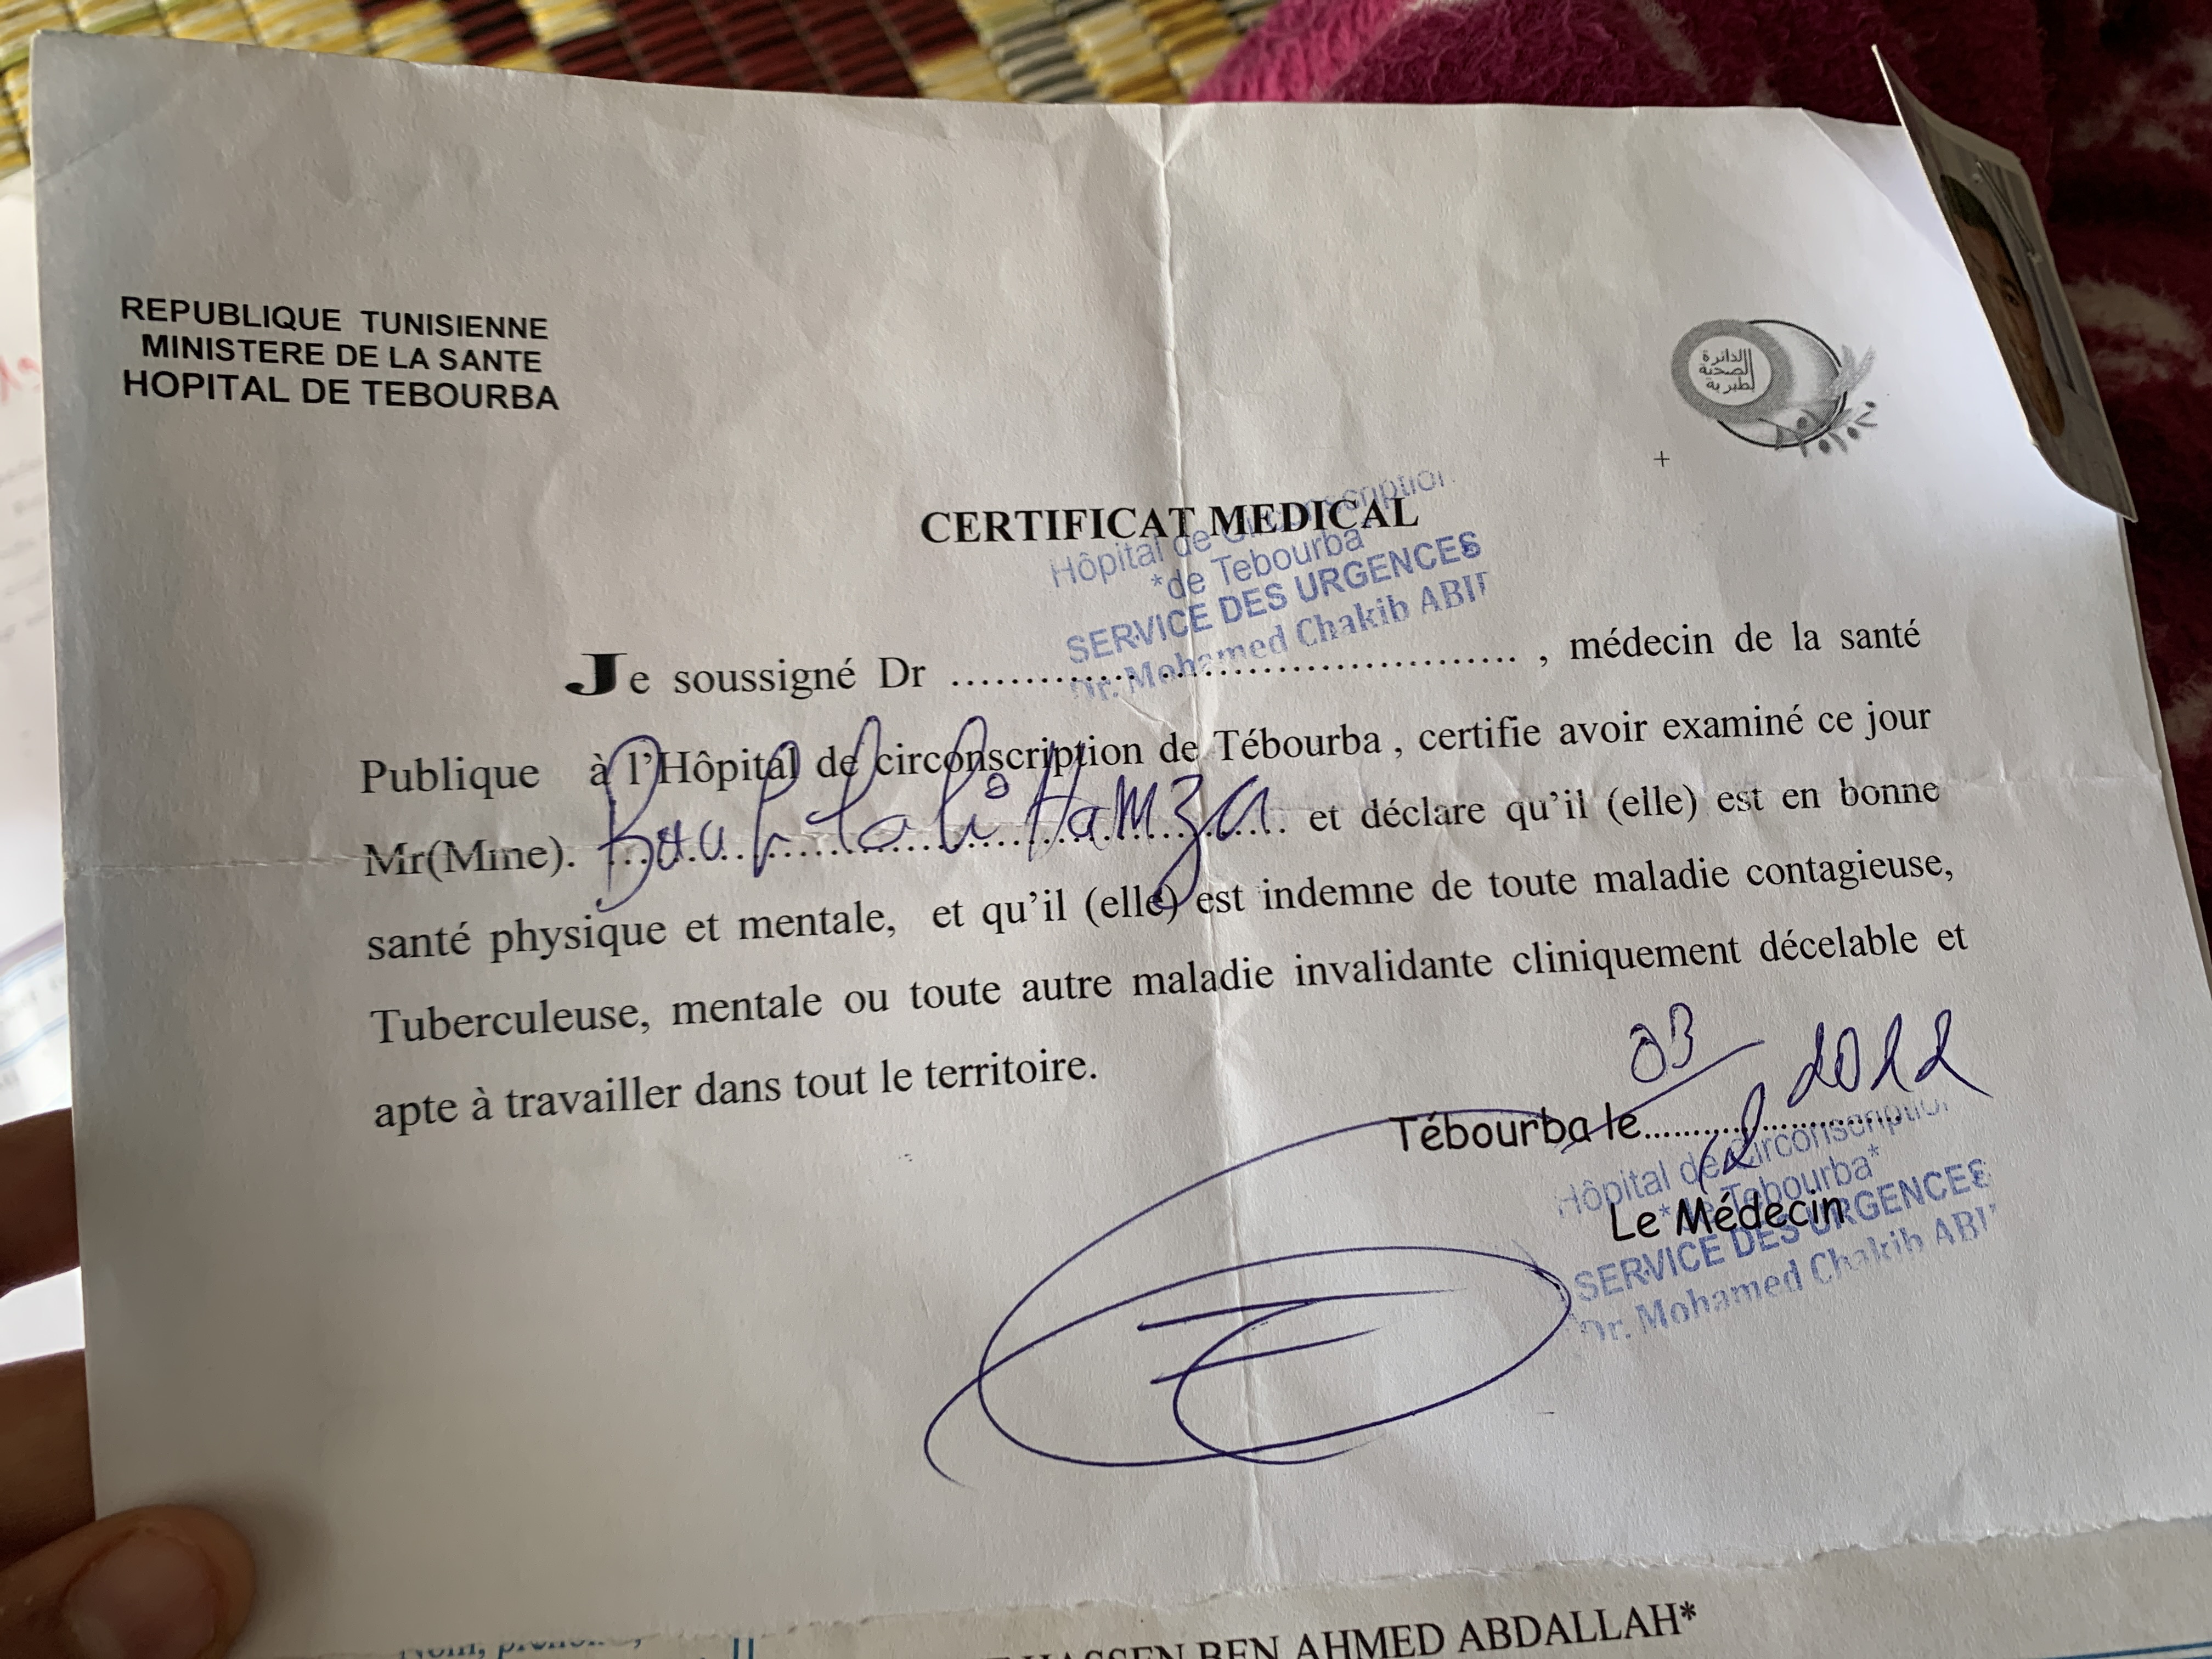 REPUBLIQUE TUNISIENNE
MINISTERE DE LA SANTE
HOPITAL DE TEBOURBA
الدائرة
الصحية
لطبربة
+
CERTIFICAT MEDICAL
Hôpital de Circonscription
*de Tebourba
SERVICE DES URGENCES
Dr. Mohamed Chakib
Je soussigné Dr .................................................. , médecin de la santé
Publique à l'Hôpital de circonscription de Tébourba , certifie avoir examiné ce jour
Mr(Mme). Hamza et déclare qu'il (elle) est en bonne
santé physique et mentale, et qu'il (elle) est indemne de toute maladie contagieuse,
Tuberculeuse, mentale ou toute autre maladie invalidante cliniquement décelable et
apte à travailler dans tout le territoire.
Tébourba le 03 2022
Hôpital de Circonscription
*de Tebourba*
Le Médecin
SERVICE DES URGENCES
Dr. Mohamed Chakib
HASSEN BEN AHMED ABDALLAH*